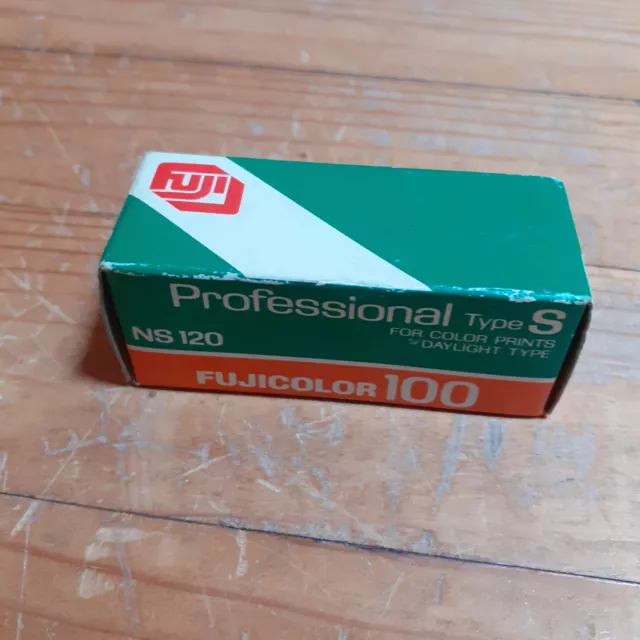 FUJI
Professional Type S
NS 120
FOR COLOR PRINTS
DAYLIGHT TYPE
FUJICOLOR 100